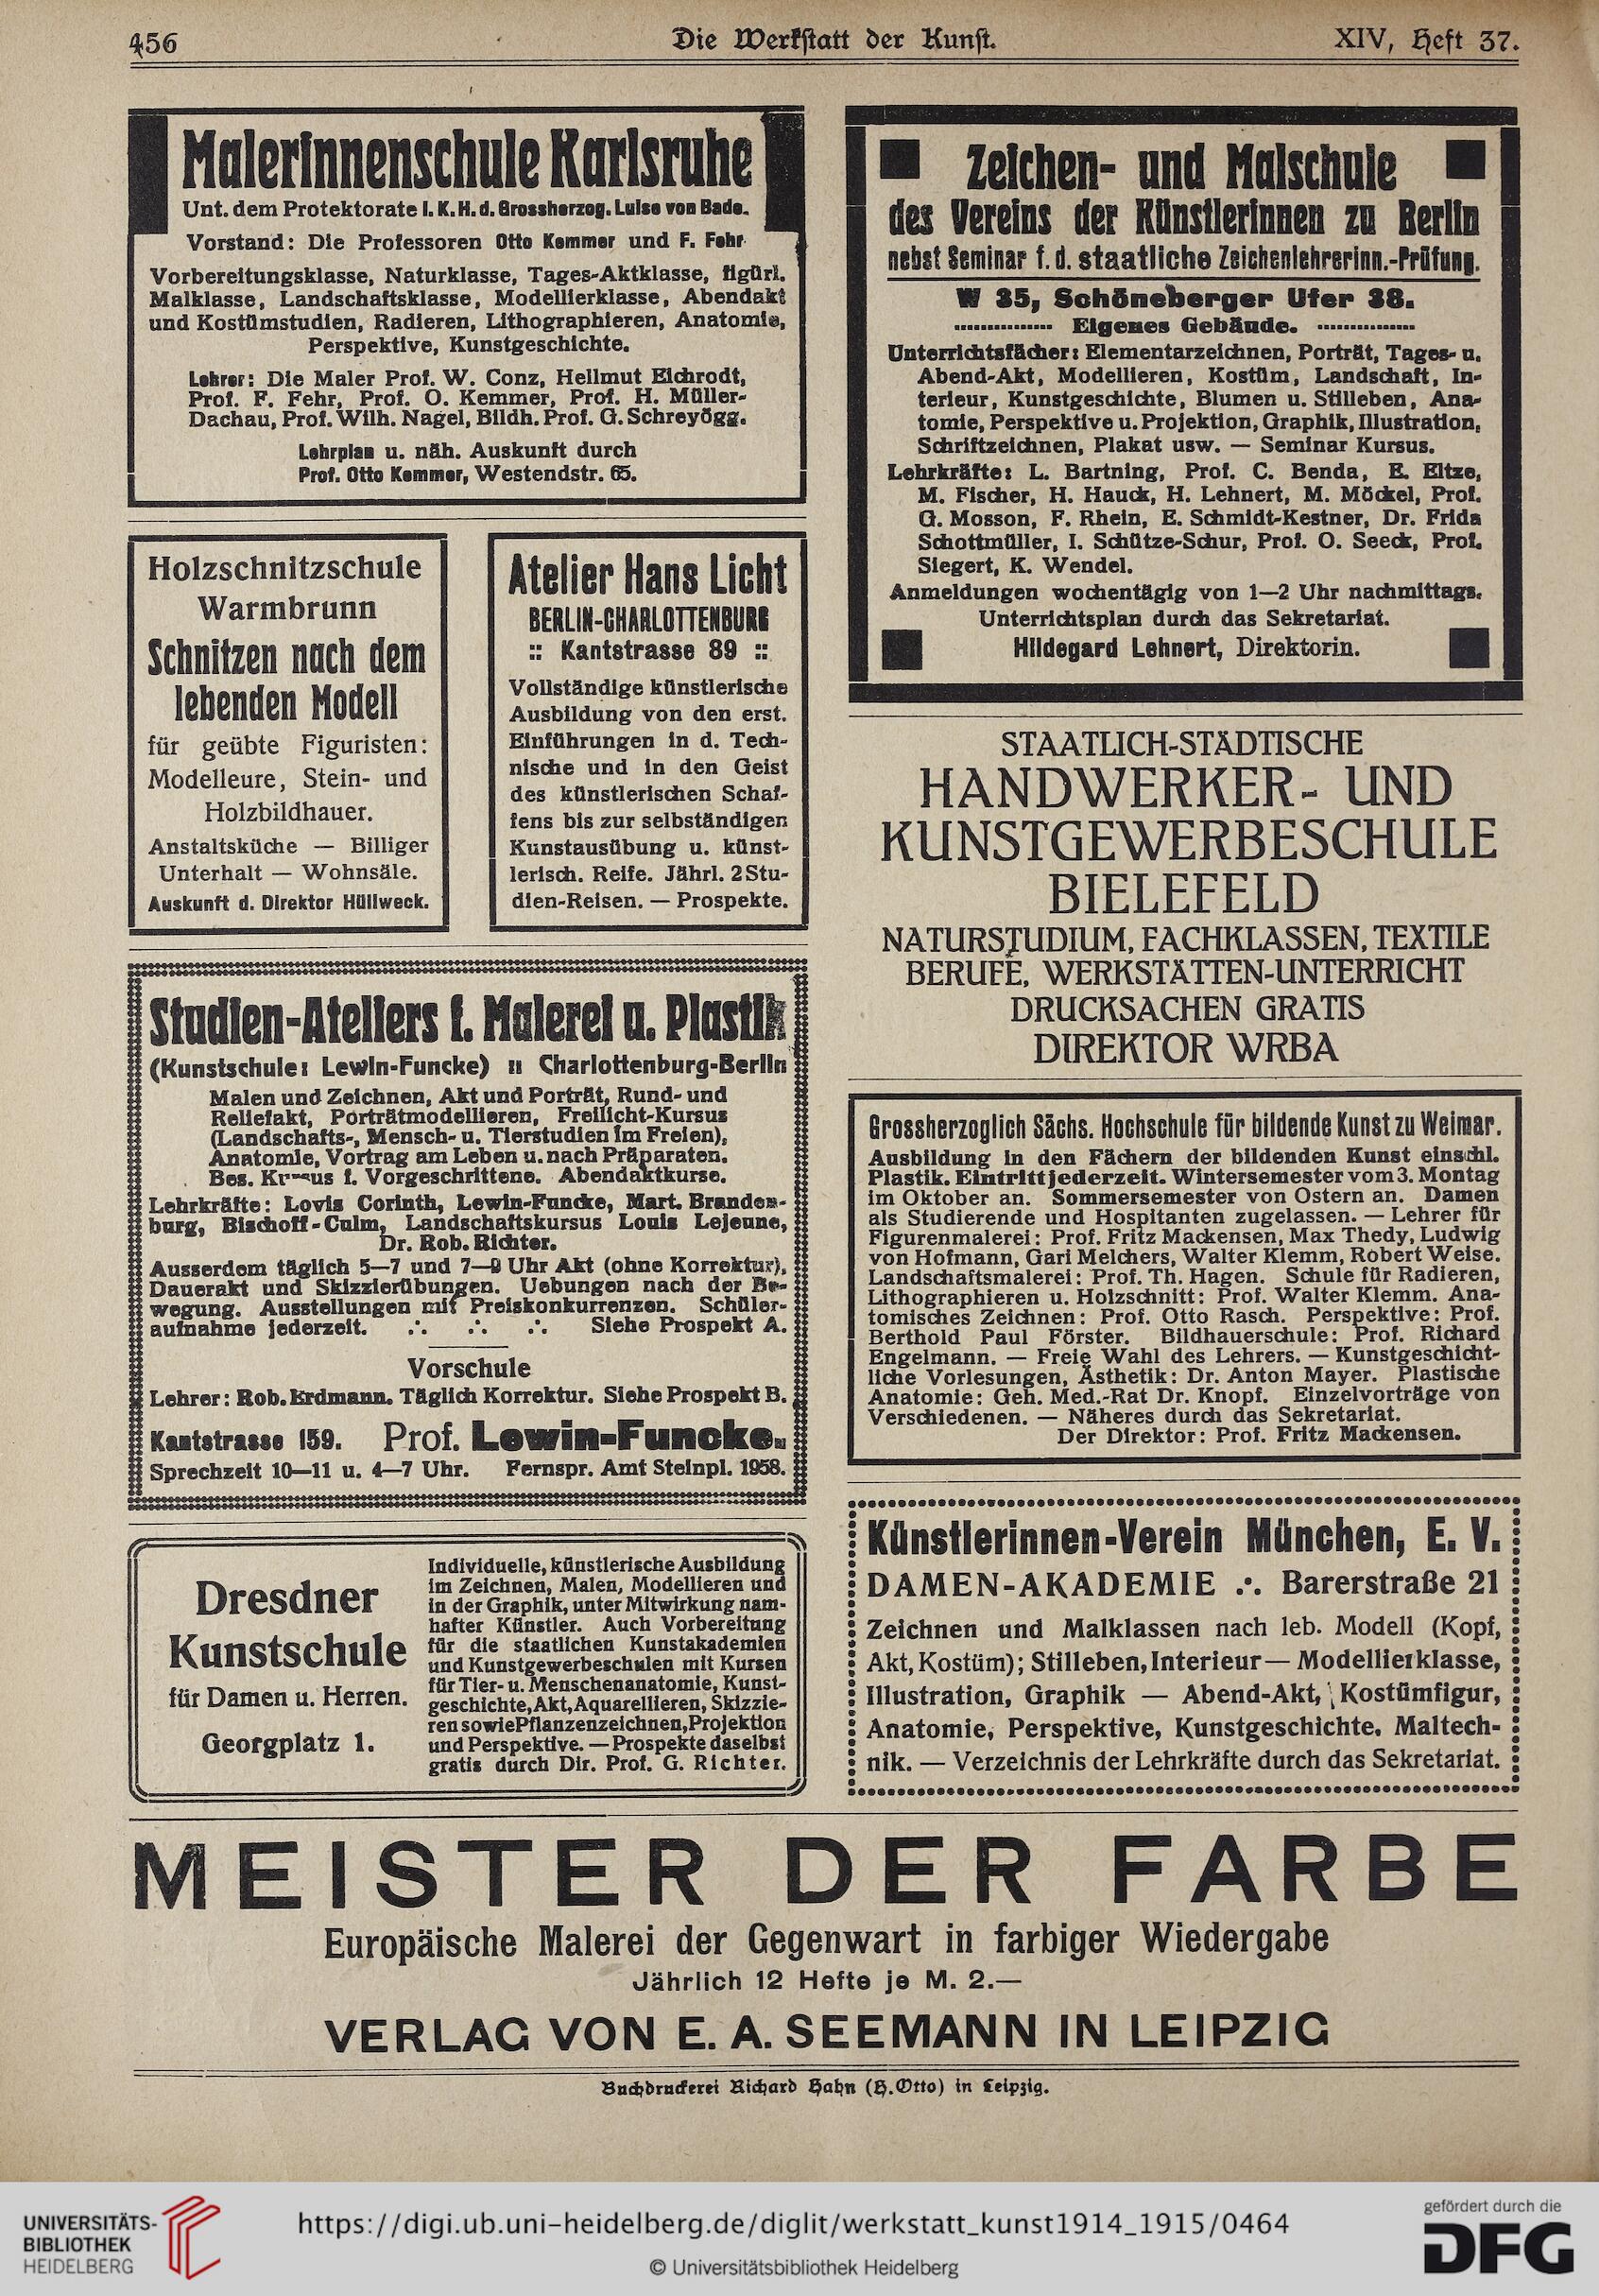 456
Die Werkstatt der Kunst.
XIV, Heft 37.
Malerinnenschule Karlsruhe
Unt. dem Protektorate I. K. H. d. Grossherzog. Luise von Bade.
Vorstand: Die Professoren Otto Kemmer und F. Fehr
Vorbereitungsklasse, Naturklasse, Tages-Aktklasse, figürl.
Malklasse, Landschaftsklasse, Modellierklasse, Abendakt
und Kostümstudien, Radieren, Lithographieren, Anatomie,
Perspektive, Kunstgeschichte.
Lehrer: Die Maler Prof. W. Conz, Hellmut Eichrodt,
Prof. F. Fehr, Prof. O. Kemmer, Prof. H. Müller-
Dachau, Prof. Wilh. Nagel, Bildh. Prof. G. Schreyögg.
Lehrplan u. näh. Auskunft durch
Prof. Otto Kemmer, Westendstr. 65.
Holzschnitzschule
Warmbrunn
Schnitzen nach dem
lebenden Modell
für geübte Figuristen:
Modelleure, Stein- und
Holzbildhauer.
Anstaltsküche — Billiger
Unterhalt — Wohnsäle.
Auskunft d. Direktor Hüllweck.
Atelier Hans Licht
BERLIN-CHARLOTTENBURG
:: Kantstrasse 89 ::
Vollständige künstlerische
Ausbildung von den erst.
Einführungen in d. Tech-
nische und in den Geist
des künstlerischen Schaf-
fens bis zur selbständigen
Kunstausübung u. künst-
lerisch. Reife. Jährl. 2 Stu-
dien-Reisen. — Prospekte.
Studien-Ateliers f. Malerei u. Plastik
(Kunstschule: Lewin-Funcke) :: Charlottenburg-Berlin
Malen und Zeichnen, Akt und Porträt, Rund- und
Reliefakt, Porträtmodellieren, Freilicht-Kursus
(Landschafts-, Mensch- u. Tierstudien im Freien),
Anatomie, Vortrag am Leben u. nach Präparaten.
Bes. Kursus f. Vorgeschrittene. Abendaktkurse.
Lehrkräfte: Lovis Corinth, Lewin-Funcke, Mart. Branden-
burg, Bischoff-Culm, Landschaftskursus Louis Lejeune,
Dr. Rob. Richter.
Ausserdem täglich 5—7 und 7—9 Uhr Akt (ohne Korrektur),
Dauerakt und Skizzierübungen. Uebungen nach der Be-
wegung. Ausstellungen mit Preiskonkurrenzen. Schüler-
aufnahme jederzeit. ∴ ∴ ∴ Siehe Prospekt A.
Vorschule
Lehrer: Rob. Erdmann. Täglich Korrektur. Siehe Prospekt B.
Kantstrasse 159. Prof. Lewin-Funcke.
Sprechzeit 10—11 u. 4—7 Uhr. Fernspr. Amt Steinpl. 1958.
Dresdner
Kunstschule
für Damen u. Herren.
Georgplatz 1.
Individuelle, künstlerische Ausbildung
im Zeichnen, Malen, Modellieren und
in der Graphik, unter Mitwirkung nam-
hafter Künstler. Auch Vorbereitung
für die staatlichen Kunstakademien
und Kunstgewerbeschulen mit Kursen
für Tier- u. Menschenanatomie, Kunst-
geschichte, Akt, Aquarellieren, Skizzie-
ren sowie Pflanzenzeichnen, Projektion
und Perspektive. — Prospekte daselbst
gratis durch Dir. Prof. G. Richter.
Zeichen- und Malschule
des Vereins der Künstlerinnen zu Berlin
nebst Seminar f. d. staatliche Zeichenlehrerinn.-Prüfung.
W 35, Schöneberger Ufer 38.
Eigenes Gebäude.
Unterrichtsfächer: Elementarzeichnen, Porträt, Tages- u.
Abend-Akt, Modellieren, Kostüm, Landschaft, In-
terieur, Kunstgeschichte, Blumen u. Stilleben, Ana-
tomie, Perspektive u. Projektion, Graphik, Illustration,
Schriftzeichnen, Plakat usw. — Seminar Kursus.
Lehrkräfte: L. Bartning, Prof. C. Benda, E. Eitze,
M. Fischer, H. Hauck, H. Lehnert, M. Möckel, Prof.
G. Mosson, F. Rhein, E. Schmidt-Kestner, Dr. Frida
Schottmüller, I. Schütze-Schur, Prof. O. Seeck, Prof.
Siegert, K. Wendel.
Anmeldungen wochentägig von 1—2 Uhr nachmittags.
Unterrichtsplan durch das Sekretariat.
Hildegard Lehnert, Direktorin.
STAATLICH-STÄDTISCHE
HANDWERKER- UND
KUNSTGEWERBESCHULE
BIELEFELD
NATURSTUDIUM, FACHKLASSEN, TEXTILE
BERUFE, WERKSTÄTTEN-UNTERRICHT
DRUCKSACHEN GRATIS
DIREKTOR WRBA
Grossherzoglich Sächs. Hochschule für bildende Kunst zu Weimar.
Ausbildung in den Fächern der bildenden Kunst einschl.
Plastik. Eintritt jederzeit. Wintersemester vom 3. Montag
im Oktober an. Sommersemester von Ostern an. Damen
als Studierende und Hospitanten zugelassen. — Lehrer für
Figurenmalerei: Prof. Fritz Mackensen, Max Thedy, Ludwig
von Hofmann, Gari Melchers, Walter Klemm, Robert Weise.
Landschaftsmalerei: Prof. Th. Hagen. Schule für Radieren,
Lithographieren u. Holzschnitt: Prof. Walter Klemm. Ana-
tomisches Zeichnen: Prof. Otto Rasch. Perspektive: Prof.
Berthold Paul Förster. Bildhauerschule: Prof. Richard
Engelmann. — Freie Wahl des Lehrers. — Kunstgeschicht-
liche Vorlesungen, Ästhetik: Dr. Anton Mayer. Plastische
Anatomie: Geh. Med.-Rat Dr. Knopf. Einzelvorträge von
Verschiedenen. — Näheres durch das Sekretariat.
Der Direktor: Prof. Fritz Mackensen.
Künstlerinnen-Verein München, E. V.
DAMEN-AKADEMIE ∴ Barerstraße 21
Zeichnen und Malklassen nach leb. Modell (Kopf,
Akt, Kostüm); Stilleben, Interieur — Modellierklasse,
Illustration, Graphik — Abend-Akt, Kostümfigur,
Anatomie, Perspektive, Kunstgeschichte, Maltech-
nik. — Verzeichnis der Lehrkräfte durch das Sekretariat.
MEISTER DER FARBE
Europäische Malerei der Gegenwart in farbiger Wiedergabe
Jährlich 12 Hefte je M. 2.—
VERLAG VON E. A. SEEMANN IN LEIPZIG
Buchdruckerei Richard Hahn (H. Otto) in Leipzig.
UNIVERSITÄTS-
BIBLIOTHEK
HEIDELBERG
https://digi.ub.uni-heidelberg.de/diglit/werkstatt_kunst1914_1915/0464
© Universitätsbibliothek Heidelberg
gefördert durch die
DFG